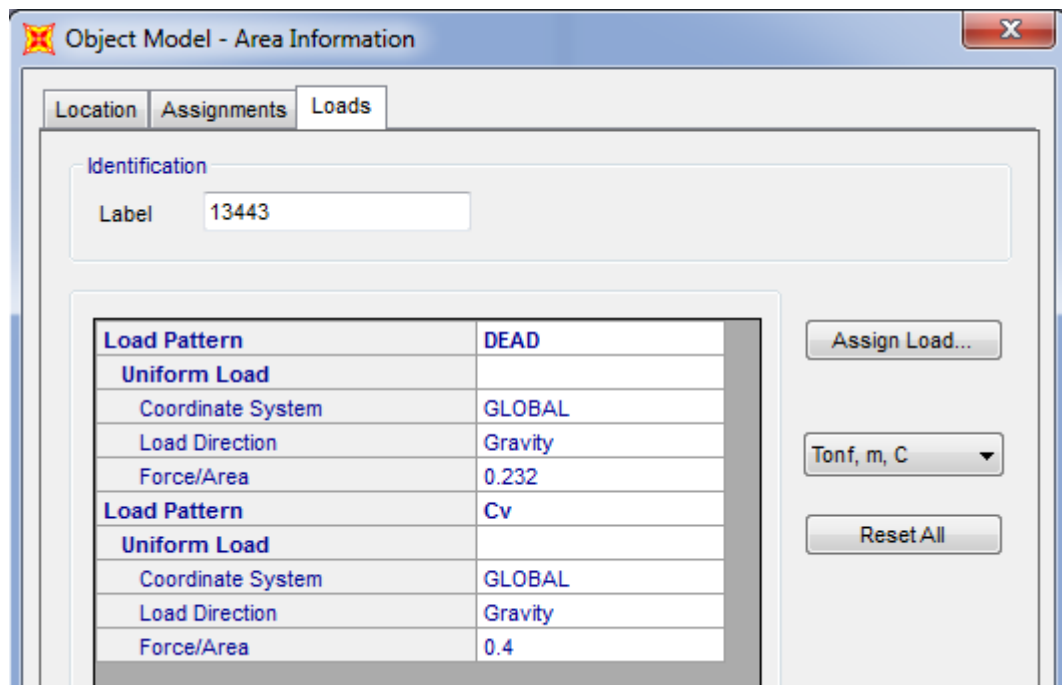 Object Model - Area Information
Location Assignments Loads
Identification
Label 13443
Load Pattern DEAD
Uniform Load
Coordinate System GLOBAL
Load Direction Gravity
Force/Area 0.232
Load Pattern Cv
Uniform Load
Coordinate System GLOBAL
Load Direction Gravity
Force/Area 0.4
Assign Load...
Tonf, m, C
Reset All